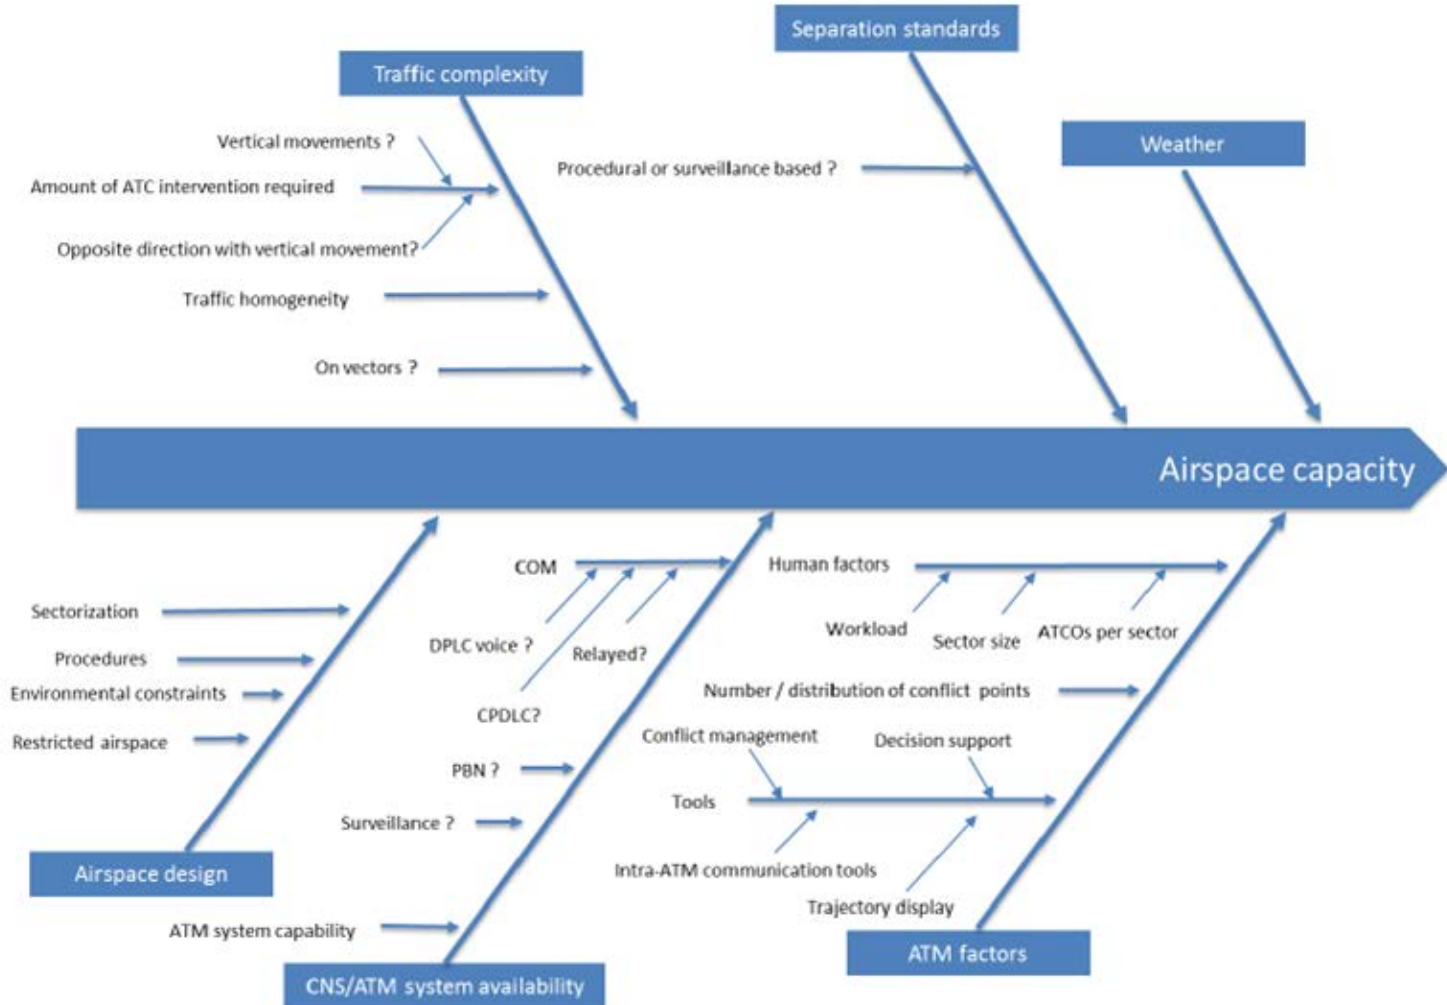 Separation standards
Traffic complexity
Weather
Vertical movements ?
Procedural or surveillance based ?
Amount of ATC intervention required
Opposite direction with vertical movement?
Traffic homogeneity
On vectors ?
Airspace capacity
COM
Human factors
Sectorization
Workload
Sector size
ATCOs per sector
DPLC voice ?
Relayed?
Procedures
Environmental constraints
Number / distribution of conflict points
CPDLC?
Restricted airspace
Conflict management
Decision support
PBN ?
Tools
Surveillance ?
Airspace design
Intra-ATM communication tools
Trajectory display
ATM system capability
ATM factors
CNS/ATM system availability